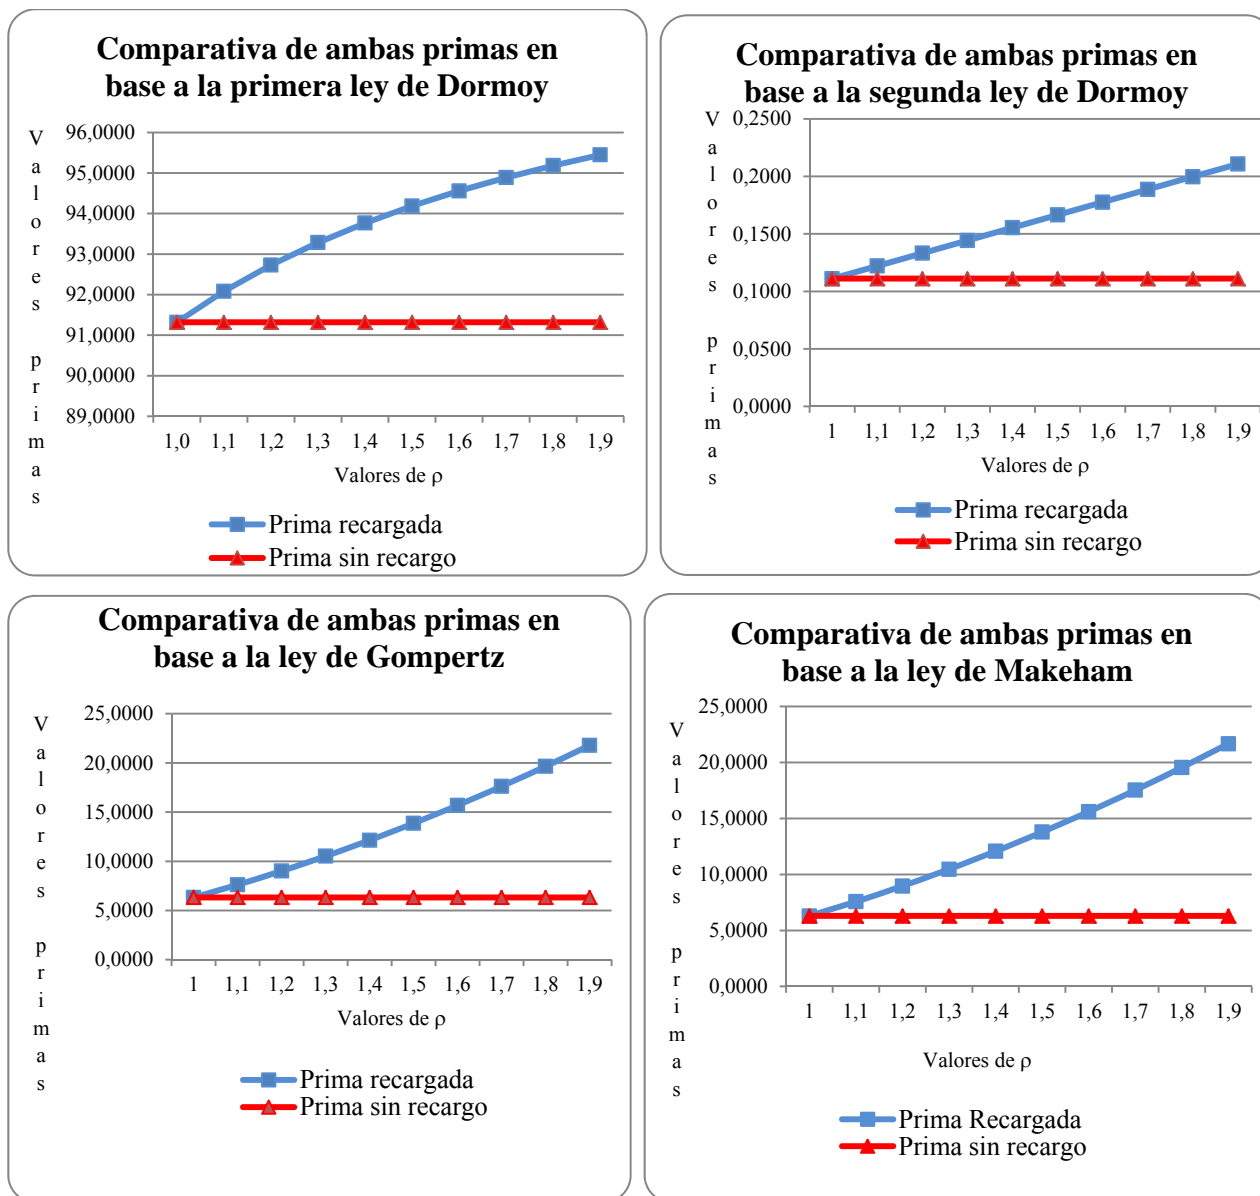 Comparativa de ambas primas en
base a la primera ley de Dormoy
Valores primas
96,0000
95,0000
94,0000
93,0000
92,0000
91,0000
90,0000
89,0000
1,0 1,1 1,2 1,3 1,4 1,5 1,6 1,7 1,8 1,9
Valores de ρ
Prima recargada
Prima sin recargo
Comparativa de ambas primas en
base a la segunda ley de Dormoy
Valores primas
0,2500
0,2000
0,1500
0,1000
0,0500
0,0000
1 1,1 1,2 1,3 1,4 1,5 1,6 1,7 1,8 1,9
Valores de ρ
Prima recargada
Prima sin recargo
Comparativa de ambas primas en
base a la ley de Gompertz
Valores primas
25,0000
20,0000
15,0000
10,0000
5,0000
0,0000
1 1,1 1,2 1,3 1,4 1,5 1,6 1,7 1,8 1,9
Valores de ρ
Prima recargada
Prima sin recargo
Comparativa de ambas primas en
base a la ley de Makeham
Valores primas
25,0000
20,0000
15,0000
10,0000
5,0000
0,0000
1 1,1 1,2 1,3 1,4 1,5 1,6 1,7 1,8 1,9
Valores de ρ
Prima Recargada
Prima sin recargo